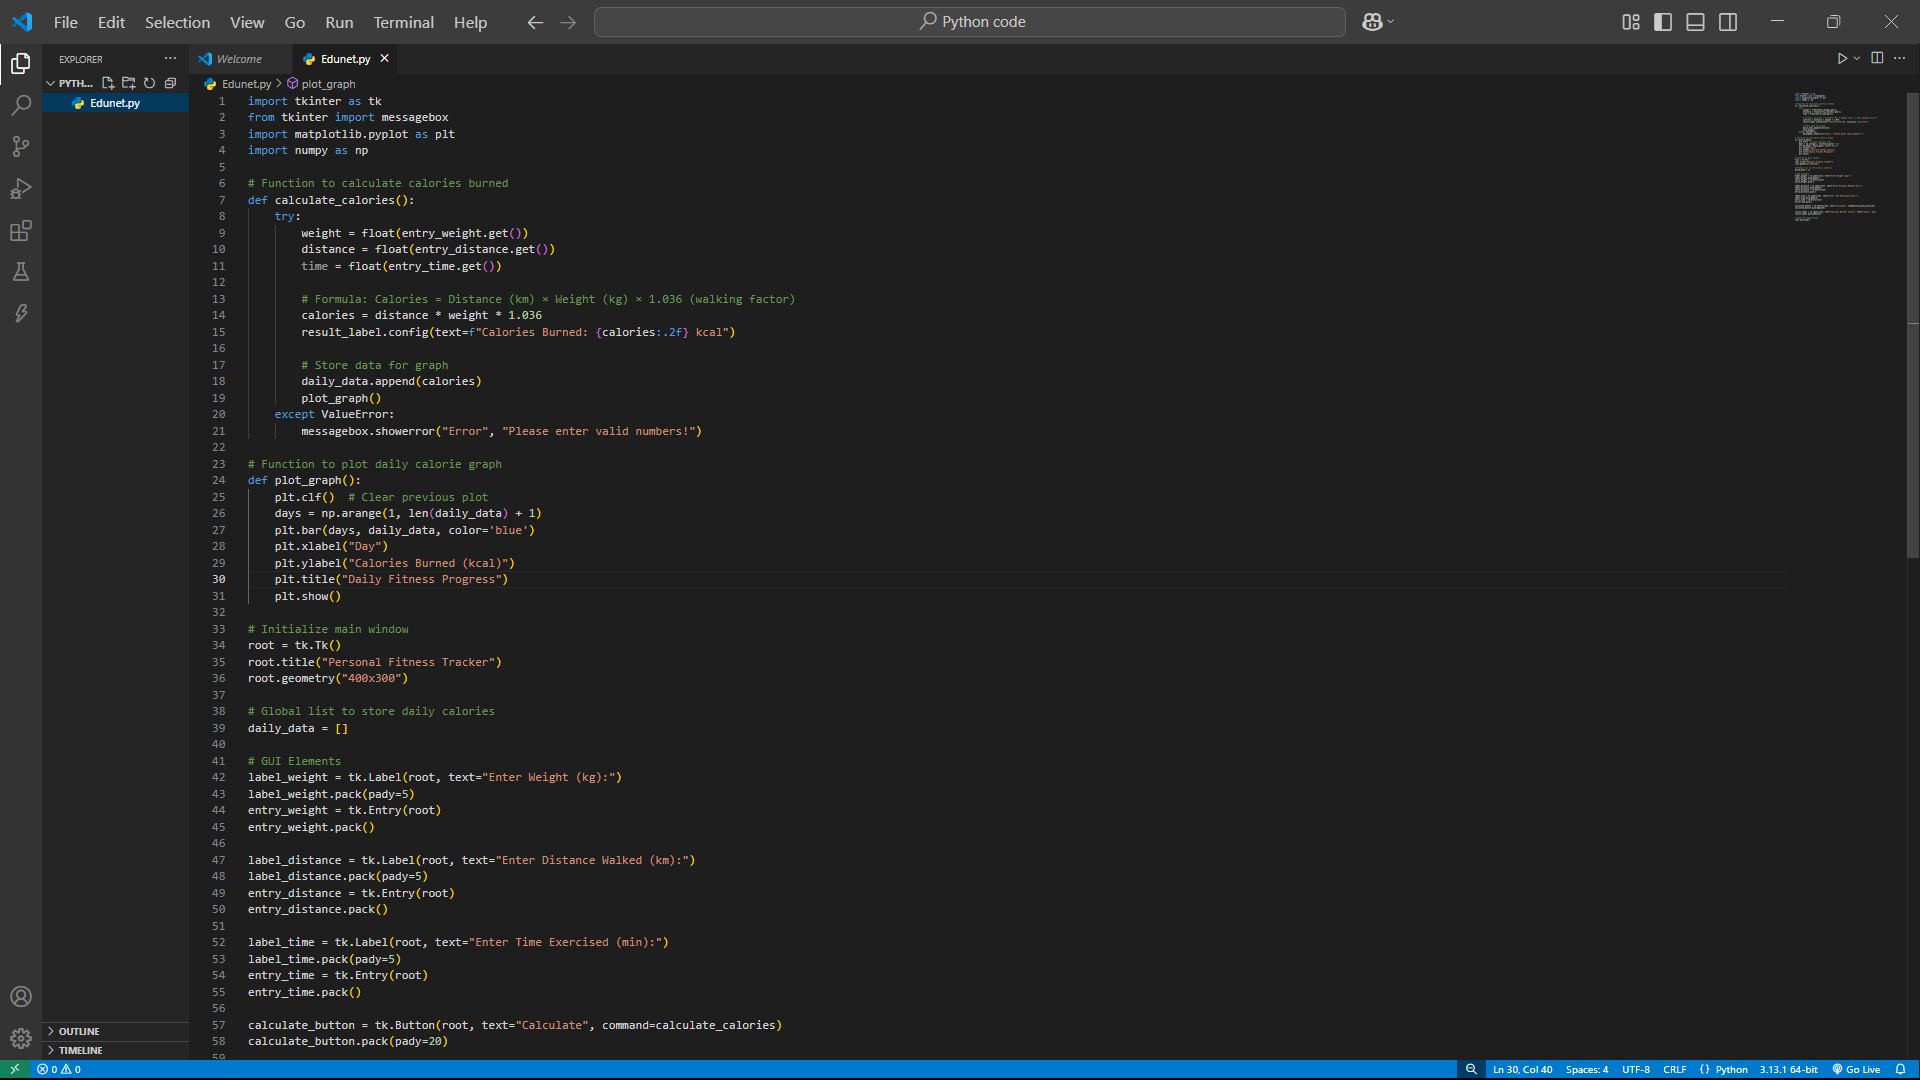 File Edit Selection View Go Run Terminal Help
Python code
EXPLORER
PYTH...
Edunet.py
OUTLINE
TIMELINE
Welcome
Edunet.py
Edunet.py > plot_graph
1 import tkinter as tk
2 from tkinter import messagebox
3 import matplotlib.pyplot as plt
4 import numpy as np
5
6 # Function to calculate calories burned
7 def calculate_calories():
8     try:
9         weight = float(entry_weight.get())
10         distance = float(entry_distance.get())
11         time = float(entry_time.get())
12
13         # Formula: Calories = Distance (km) × Weight (kg) × 1.036 (walking factor)
14         calories = distance * weight * 1.036
15         result_label.config(text=f"Calories Burned: {calories:.2f} kcal")
16
17         # Store data for graph
18         daily_data.append(calories)
19         plot_graph()
20     except ValueError:
21         messagebox.showerror("Error", "Please enter valid numbers!")
22
23 # Function to plot daily calorie graph
24 def plot_graph():
25     plt.clf()  # Clear previous plot
26     days = np.arange(1, len(daily_data) + 1)
27     plt.bar(days, daily_data, color='blue')
28     plt.xlabel("Day")
29     plt.ylabel("Calories Burned (kcal)")
30     plt.title("Daily Fitness Progress")
31     plt.show()
32
33 # Initialize main window
34 root = tk.Tk()
35 root.title("Personal Fitness Tracker")
36 root.geometry("400x300")
37
38 # Global list to store daily calories
39 daily_data = []
40
41 # GUI Elements
42 label_weight = tk.Label(root, text="Enter Weight (kg):")
43 label_weight.pack(pady=5)
44 entry_weight = tk.Entry(root)
45 entry_weight.pack()
46
47 label_distance = tk.Label(root, text="Enter Distance Walked (km):")
48 label_distance.pack(pady=5)
49 entry_distance = tk.Entry(root)
50 entry_distance.pack()
51
52 label_time = tk.Label(root, text="Enter Time Exercised (min):")
53 label_time.pack(pady=5)
54 entry_time = tk.Entry(root)
55 entry_time.pack()
56
57 calculate_button = tk.Button(root, text="Calculate", command=calculate_calories)
58 calculate_button.pack(pady=20)
59
0 0
Ln 30, Col 40 Spaces: 4 UTF-8 CRLF {} Python 3.13.1 64-bit Go Live